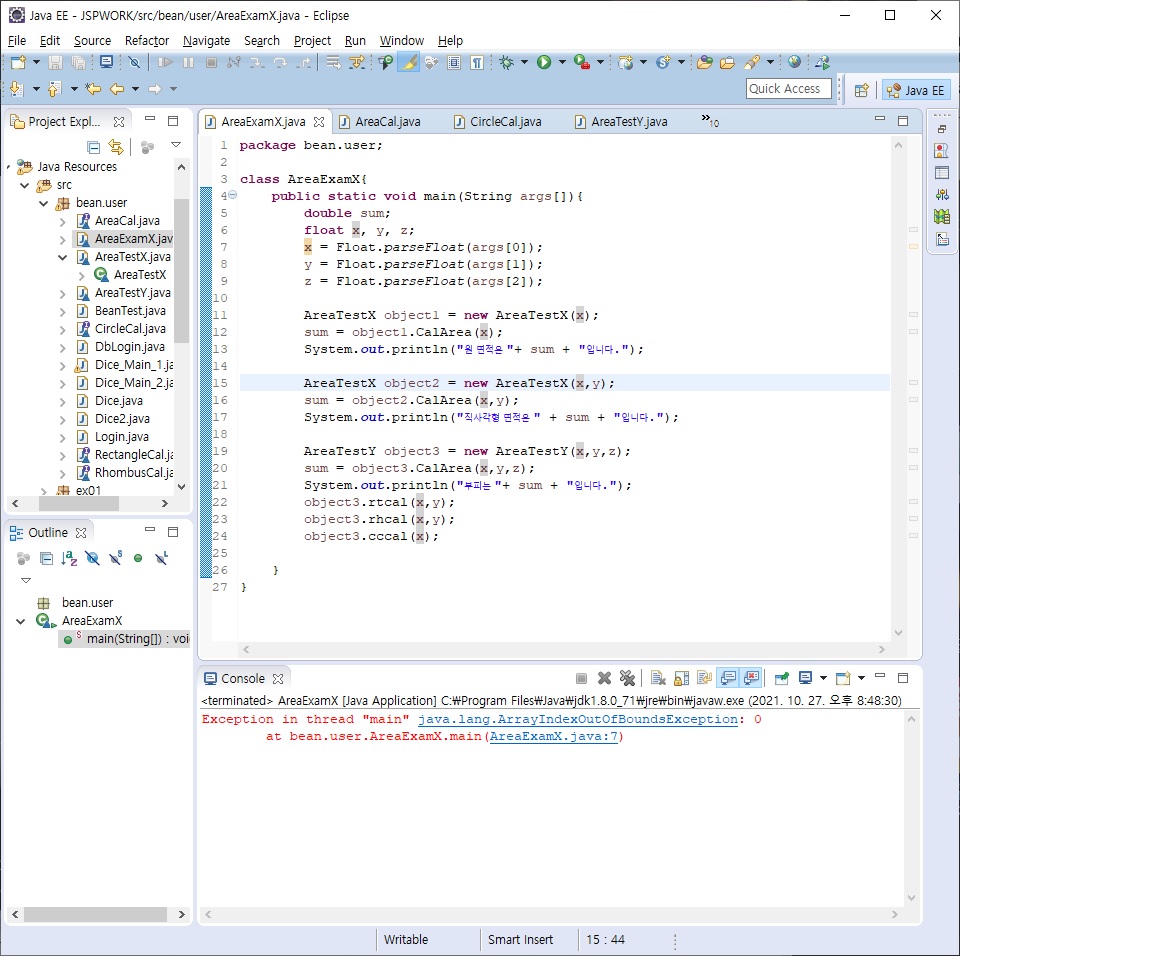 Java EE - JSPWORK/src/bean/user/AreaExamX.java - Eclipse
File Edit Source Refactor Navigate Search Project Run Window Help
Quick Access
Java EE
Project Expl...
Java Resources
src
bean.user
AreaCal.java
AreaExamX.jav
AreaTestX.java
AreaTestX
AreaTestY.java
BeanTest.java
CircleCal.java
DbLogin.java
Dice_Main_1.ja
Dice_Main_2.ja
Dice.java
Dice2.java
Login.java
RectangleCal.ja
RhombusCal.ja
ex01
Outline
bean.user
AreaExamX
main(String[]) : voi
AreaExamX.java AreaCal.java CircleCal.java AreaTestY.java »10
1 package bean.user;
2
3 class AreaExamX{
4 public static void main(String args[]){
5 double sum;
6 float x, y, z;
7 x = Float.parseFloat(args[0]);
8 y = Float.parseFloat(args[1]);
9 z = Float.parseFloat(args[2]);
10
11 AreaTestX object1 = new AreaTestX(x);
12 sum = object1.CalArea(x);
13 System.out.println("원 면적은 "+ sum + "입니다.");
14
15 AreaTestX object2 = new AreaTestX(x,y);
16 sum = object2.CalArea(x,y);
17 System.out.println("직사각형 면적은 " + sum + "입니다.");
18
19 AreaTestY object3 = new AreaTestY(x,y,z);
20 sum = object3.CalArea(x,y,z);
21 System.out.println("부피는 "+ sum + "입니다.");
22 object3.rtcal(x,y);
23 object3.rhcal(x,y);
24 object3.cccal(x);
25
26 }
27 }
Console
<terminated> AreaExamX [Java Application] C:₩Program Files₩Java₩jdk1.8.0_71₩jre₩bin₩javaw.exe (2021. 10. 27. 오후 8:48:30)
Exception in thread "main" java.lang.ArrayIndexOutOfBoundsException: 0
at bean.user.AreaExamX.main(AreaExamX.java:7)
Writable Smart Insert 15 : 44